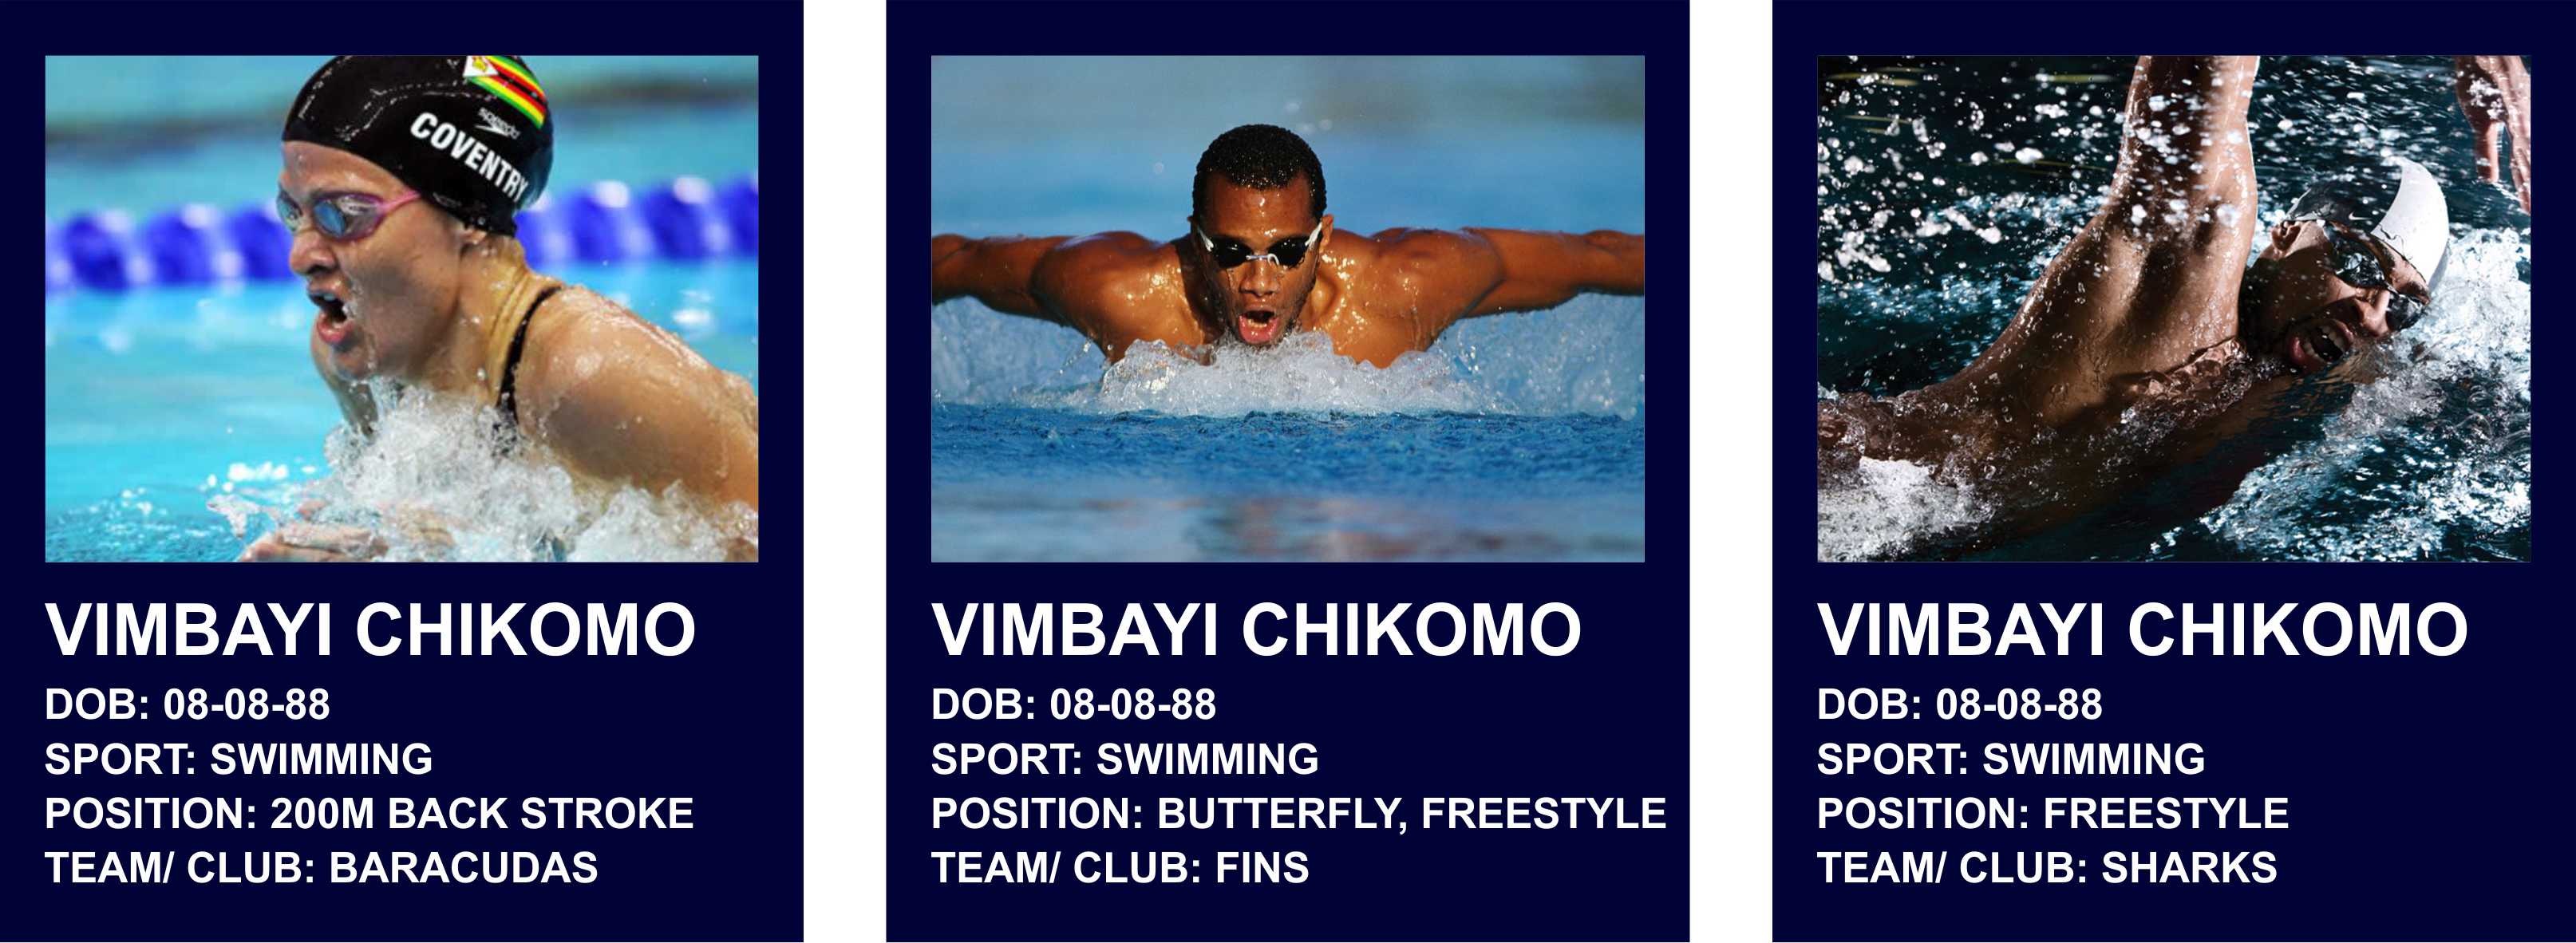 speedo
COVENTRY
VIMBAYI CHIKOMO
DOB: 08-08-88
SPORT: SWIMMING
POSITION: 200M BACK STROKE
TEAM/ CLUB: BARACUDAS
VIMBAYI CHIKOMO
DOB: 08-08-88
SPORT: SWIMMING
POSITION: BUTTERFLY, FREESTYLE
TEAM/ CLUB: FINS
VIMBAYI CHIKOMO
DOB: 08-08-88
SPORT: SWIMMING
POSITION: FREESTYLE
TEAM/ CLUB: SHARKS